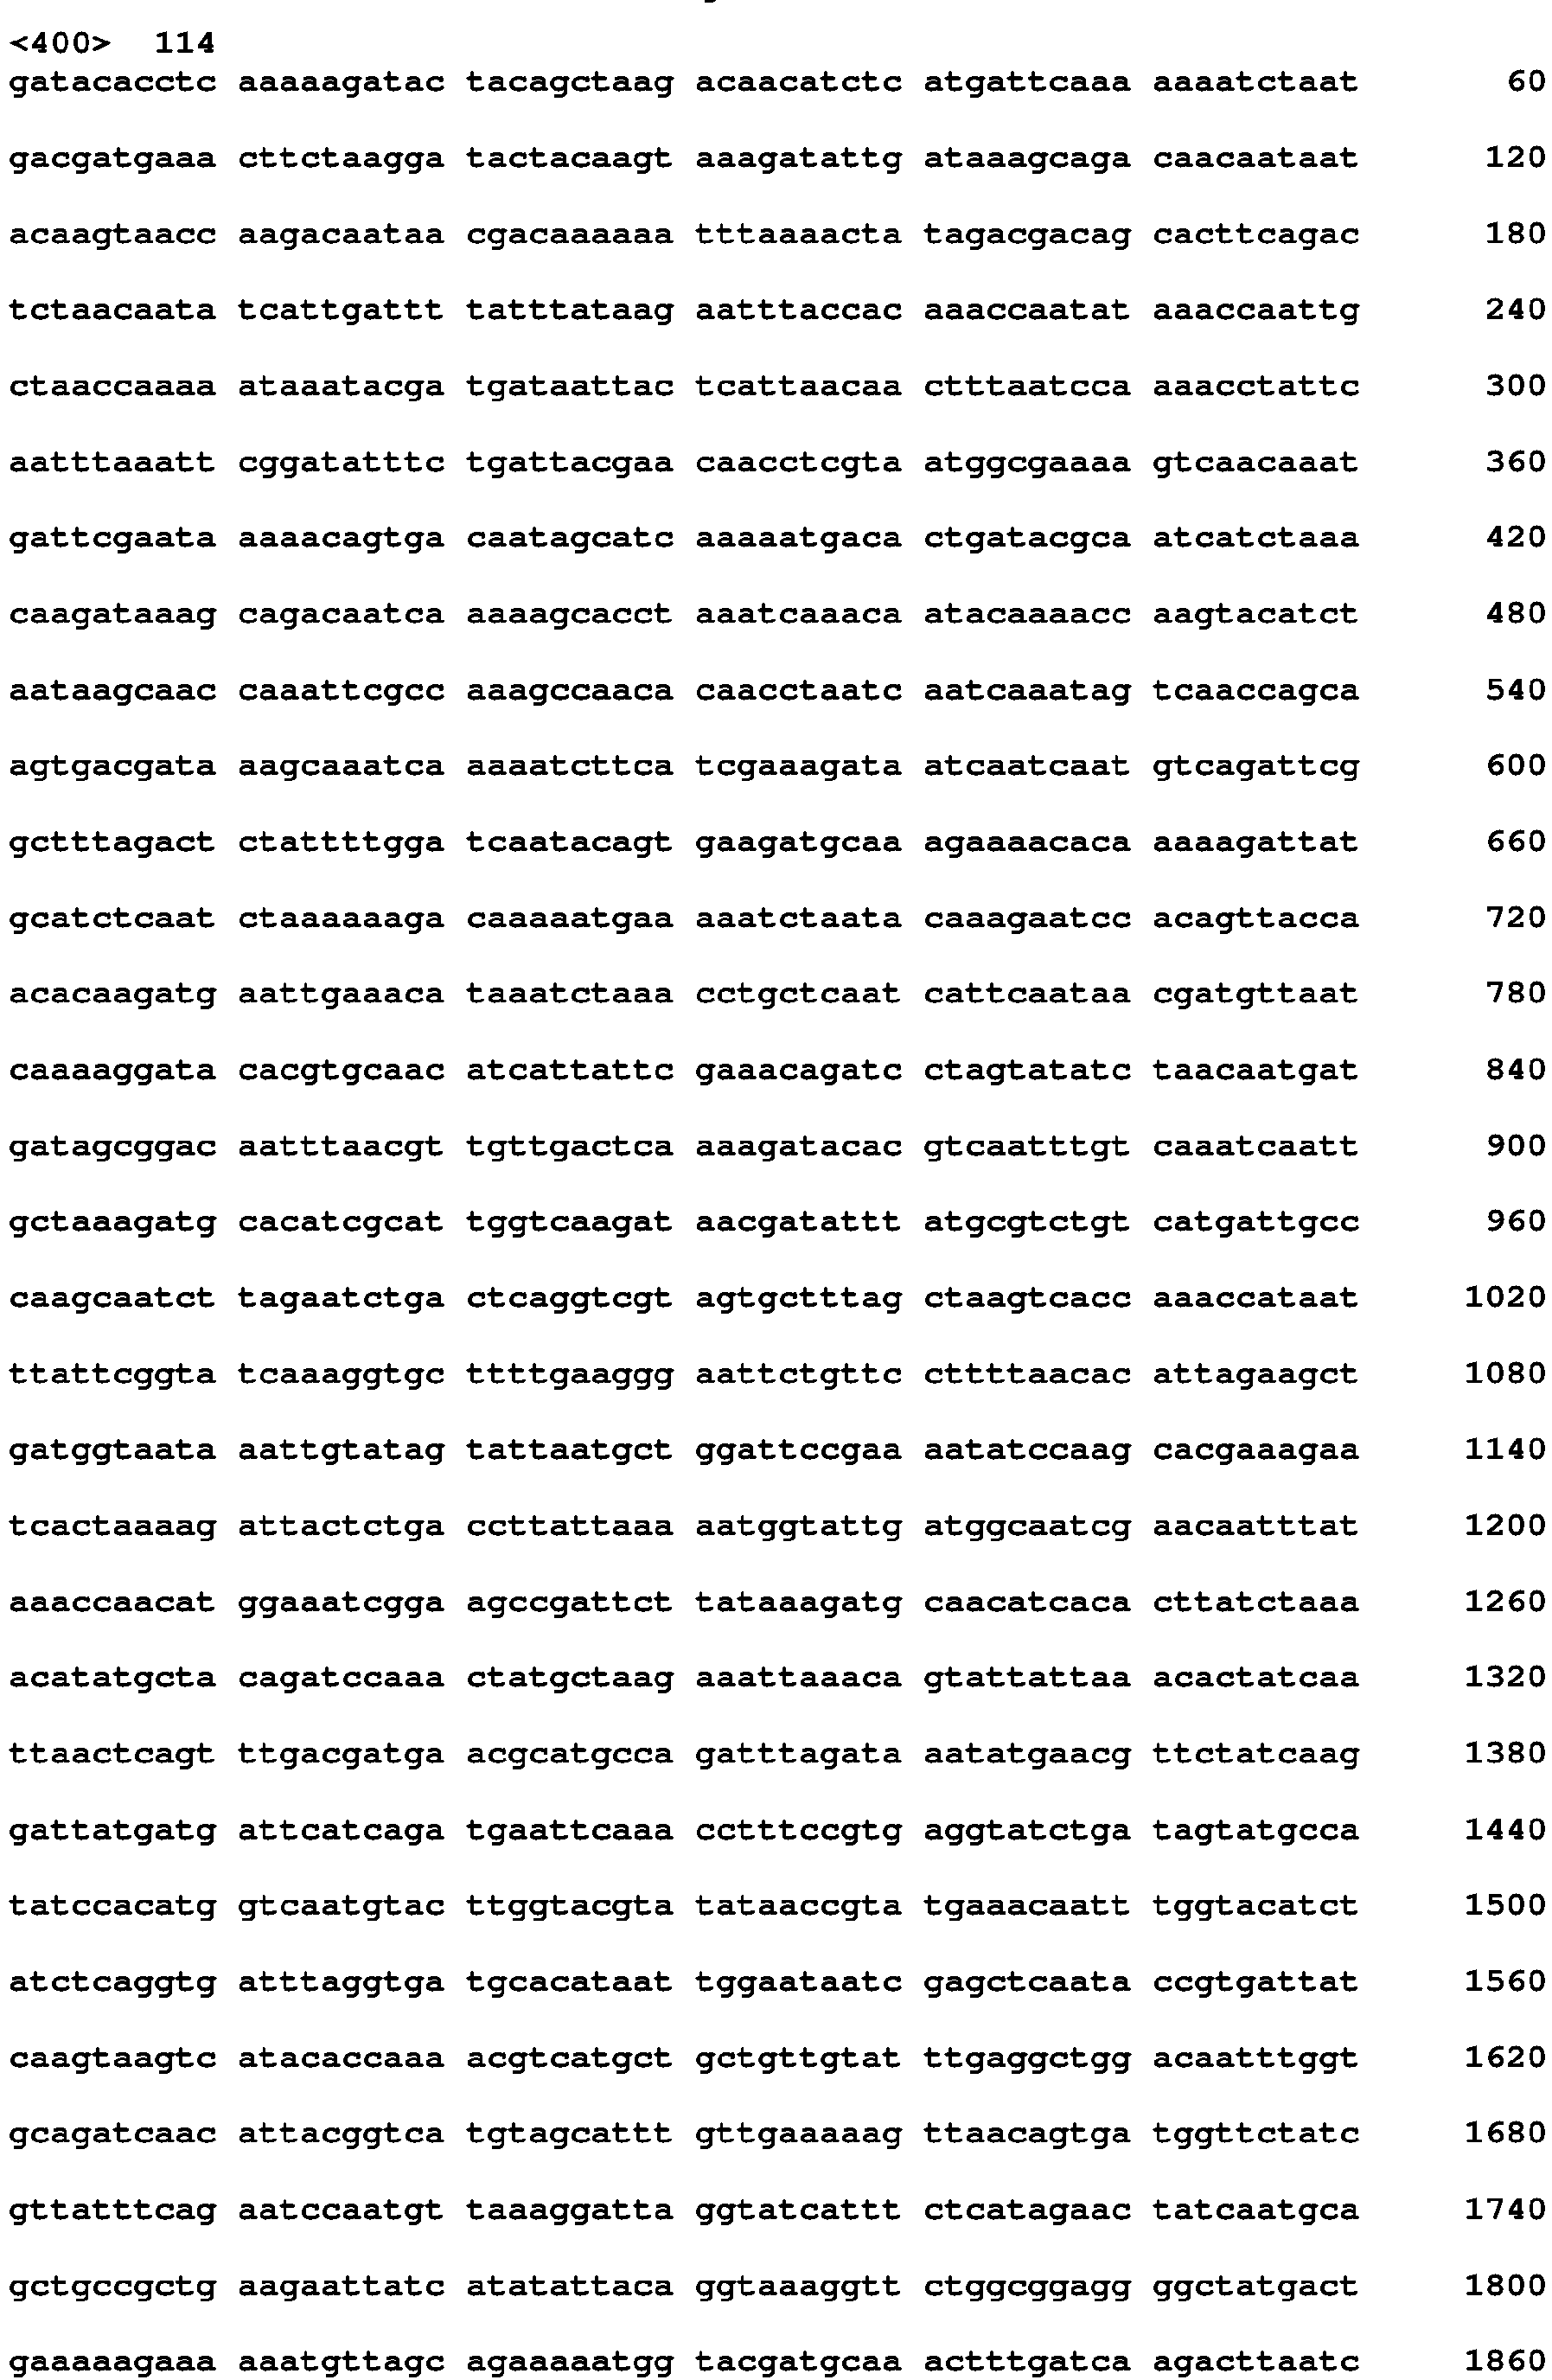 <400> 114
gatacacctc aaaaagatac tacagctaag acaacatctc atgattcaaa aaaatctaat 60
gacgatgaaa cttctaagga tactacaagt aaagatattg ataaagcaga caacaataat 120
acaagtaacc aagacaataa cgacaaaaaa tttaaaacta tagacgacag cacttcagac 180
tctaacaata tcattgattt tatttataag aatttaccac aaaccaatat aaaccaattg 240
ctaaccaaaa ataaatacga tgataattac tcattaacaa ctttaatcca aaacctattc 300
aatttaaatt cggatatttc tgattacgaa caacctcgta atggcgaaaa gtcaacaaat 360
gattcgaata aaaacagtga caatagcatc aaaaatgaca ctgatacgca atcatctaaa 420
caagataaag cagacaatca aaaagcacct aaatcaaaca atacaaaacc aagtacatct 480
aataagcaac caaattcgcc aaagccaaca caacctaatc aatcaaatag tcaaccagca 540
agtgacgata aagcaaatca aaaatcttca tcgaaagata atcaatcaat gtcagattcg 600
gctttagact ctattttgga tcaatacagt gaagatgcaa agaaaacaca aaaagattat 660
gcatctcaat ctaaaaaaga caaaaatgaa aaatctaata caaagaatcc acagttacca 720
acacaagatg aattgaaaca taaatctaaa cctgctcaat cattcaataa cgatgttaat 780
caaaaggata cacgtgcaac atcattattc gaaacagatc ctagtatatc taacaatgat 840
gatagcggac aatttaacgt tgttgactca aaagatacac gtcaatttgt caaatcaatt 900
gctaaagatg cacatcgcat tggtcaagat aacgatattt atgcgtctgt catgattgcc 960
caagcaatct tagaatctga ctcaggtcgt agtgctttag ctaagtcacc aaaccataat 1020
ttattcggta tcaaaggtgc ttttgaaggg aattctgttc cttttaacac attagaagct 1080
gatggtaata aattgtatag tattaatgct ggattccgaa aatatccaag cacgaaagaa 1140
tcactaaaag attactctga ccttattaaa aatggtattg atggcaatcg aacaatttat 1200
aaaccaacat ggaaatcgga agccgattct tataaagatg caacatcaca cttatctaaa 1260
acatatgcta cagatccaaa ctatgctaag aaattaaaca gtattattaa acactatcaa 1320
ttaactcagt ttgacgatga acgcatgcca gatttagata aatatgaacg ttctatcaag 1380
gattatgatg attcatcaga tgaattcaaa cctttccgtg aggtatctga tagtatgcca 1440
tatccacatg gtcaatgtac ttggtacgta tataaccgta tgaaacaatt tggtacatct 1500
atctcaggtg atttaggtga tgcacataat tggaataatc gagctcaata ccgtgattat 1560
caagtaagtc atacaccaaa acgtcatgct gctgttgtat ttgaggctgg acaatttggt 1620
gcagatcaac attacggtca tgtagcattt gttgaaaaag ttaacagtga tggttctatc 1680
gttatttcag aatccaatgt taaaggatta ggtatcattt ctcatagaac tatcaatgca 1740
gctgccgctg aagaattatc atatattaca ggtaaaggtt ctggcggagg ggctatgact 1800
gaaaaagaaa aaatgttagc agaaaaatgg tacgatgcaa actttgatca agacttaatc 1860